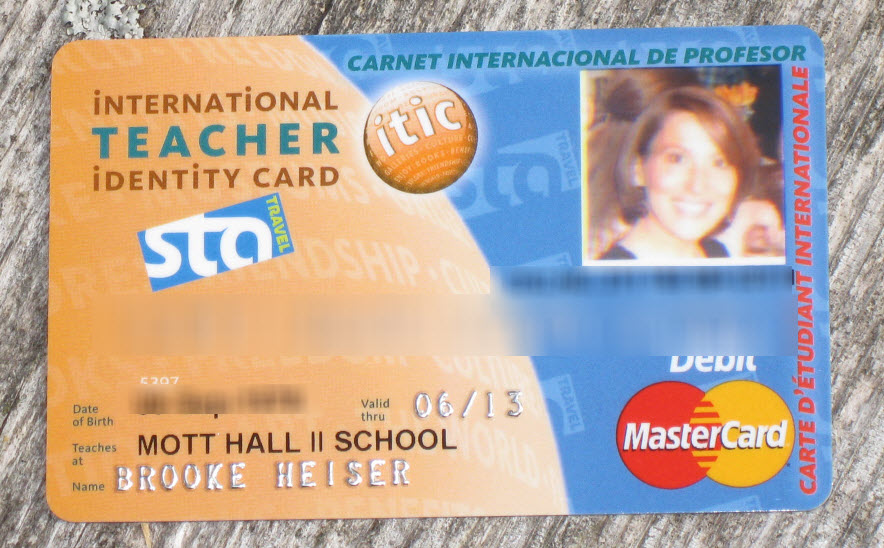 CARNET INTERNACIONAL DE PROFESOR
iNTERNATiONAL
TEACHER
iDENTiTY CARD
itic
sta
TRAVEL
CARTE D'ÉTUDIANT INTERNATIONALE
Debit
5397
Date
of Birth
Valid
thru
06/13
Teaches
at
MOTT HALL II SCHOOL
Name
BROOKE HEISER
MasterCard